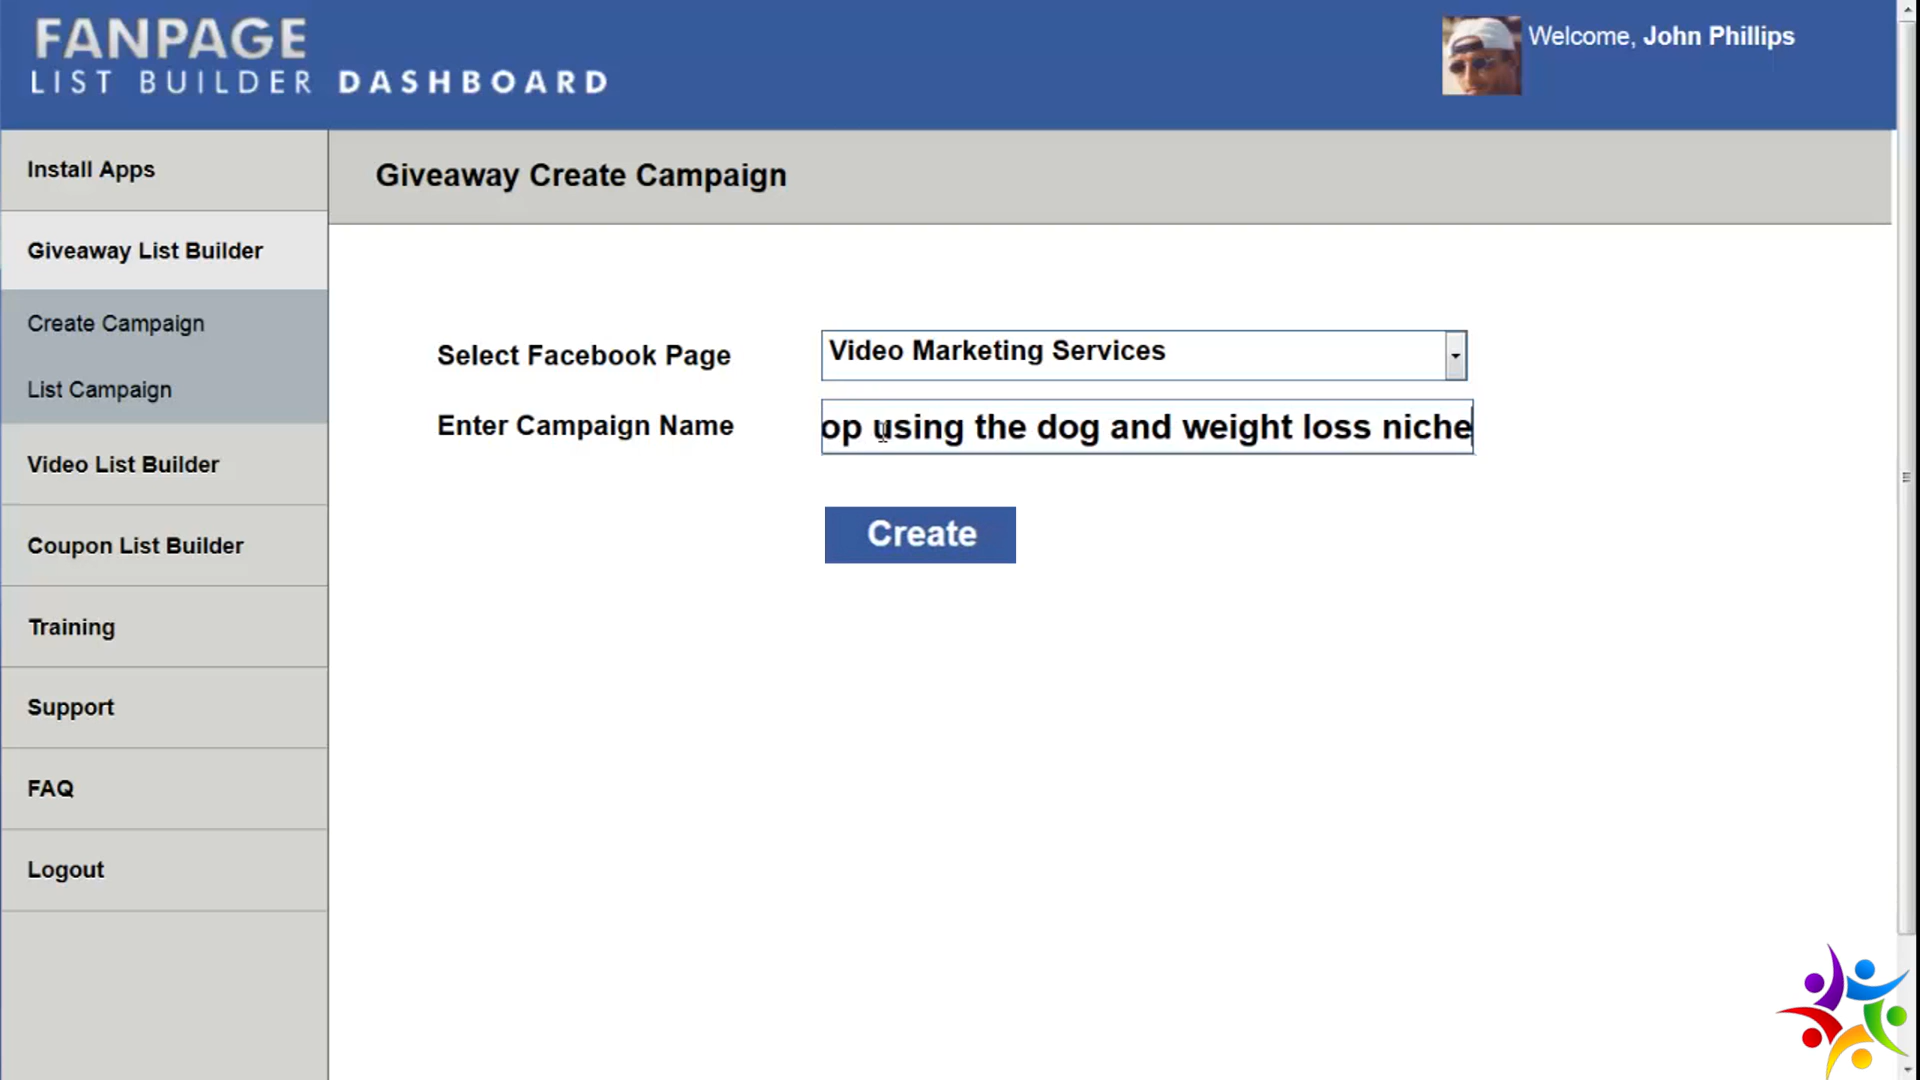 FANPAGE
LIST BUILDER DASHBOARD
Welcome, John Phillips
Install Apps
Giveaway List Builder
Create Campaign
List Campaign
Video List Builder
Coupon List Builder
Training
Support
FAQ
Logout
Giveaway Create Campaign
Select Facebook Page
Video Marketing Services
Enter Campaign Name
op using the dog and weight loss niche
Create